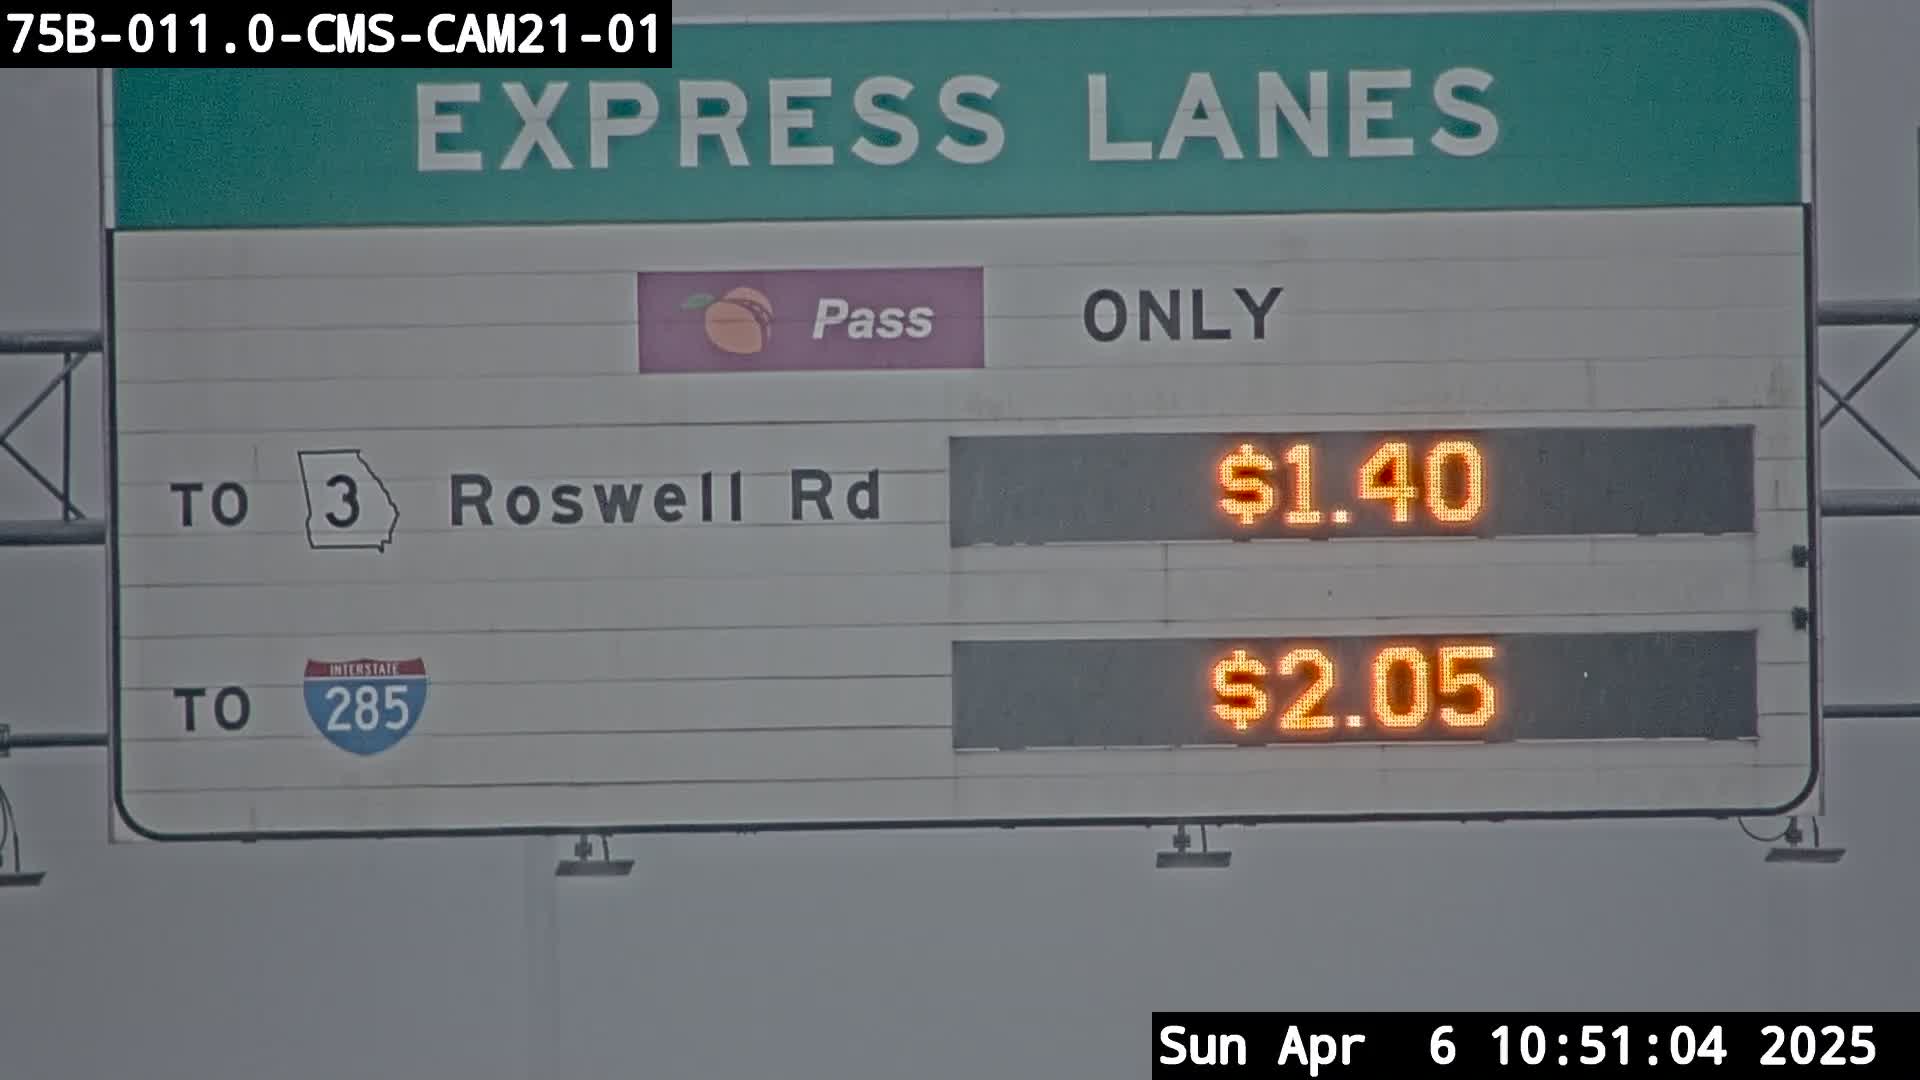 75B-011.0-CMS-CAM21-01
EXPRESS LANES
Pass ONLY
TO 3 Roswell Rd $1.40
TO INTERSTATE 285 $2.05
Sun Apr 6 10:51:04 2025